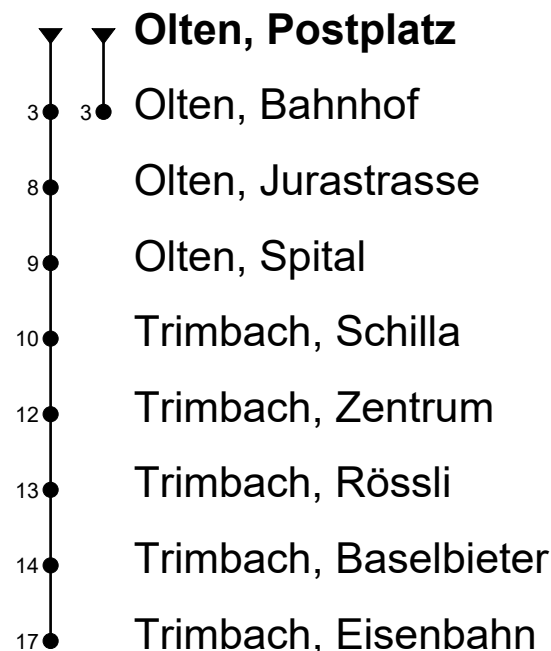 Olten, Postplatz
3 3 Olten, Bahnhof
8 Olten, Jurastrasse
9 Olten, Spital
10 Trimbach, Schilla
12 Trimbach, Zentrum
13 Trimbach, Rössli
14 Trimbach, Baselbieter
17 Trimbach, Eisenbahn